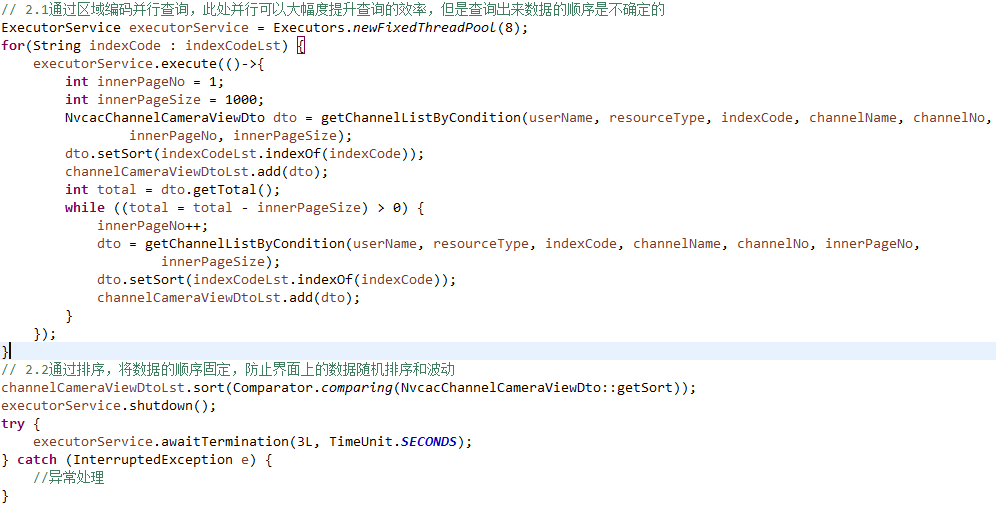 // 2.1通过区域编码并行查询，此处并行可以大幅度提升查询的效率，但是查询出来数据的顺序是不确定的
ExecutorService executorService = Executors.newFixedThreadPool(8);
for(String indexCode : indexCodeLst) {
    executorService.execute(()->{
        int innerPageNo = 1;
        int innerPageSize = 1000;
        NvcacChannelCameraViewDto dto = getChannelListByCondition(userName, resourceType, indexCode, channelName, channelNo,
                innerPageNo, innerPageSize);
        dto.setSort(indexCodeLst.indexOf(indexCode));
        channelCameraViewDtoLst.add(dto);
        int total = dto.getTotal();
        while ((total = total - innerPageSize) > 0) {
            innerPageNo++;
            dto = getChannelListByCondition(userName, resourceType, indexCode, channelName, channelNo, innerPageNo,
                    innerPageSize);
            dto.setSort(indexCodeLst.indexOf(indexCode));
            channelCameraViewDtoLst.add(dto);
        }
    });
}
// 2.2通过排序，将数据的顺序固定，防止界面上的数据随机排序和波动
channelCameraViewDtoLst.sort(Comparator.comparing(NvcacChannelCameraViewDto::getSort));
executorService.shutdown();
try {
    executorService.awaitTermination(3L, TimeUnit.SECONDS);
} catch (InterruptedException e) {
    //异常处理
}